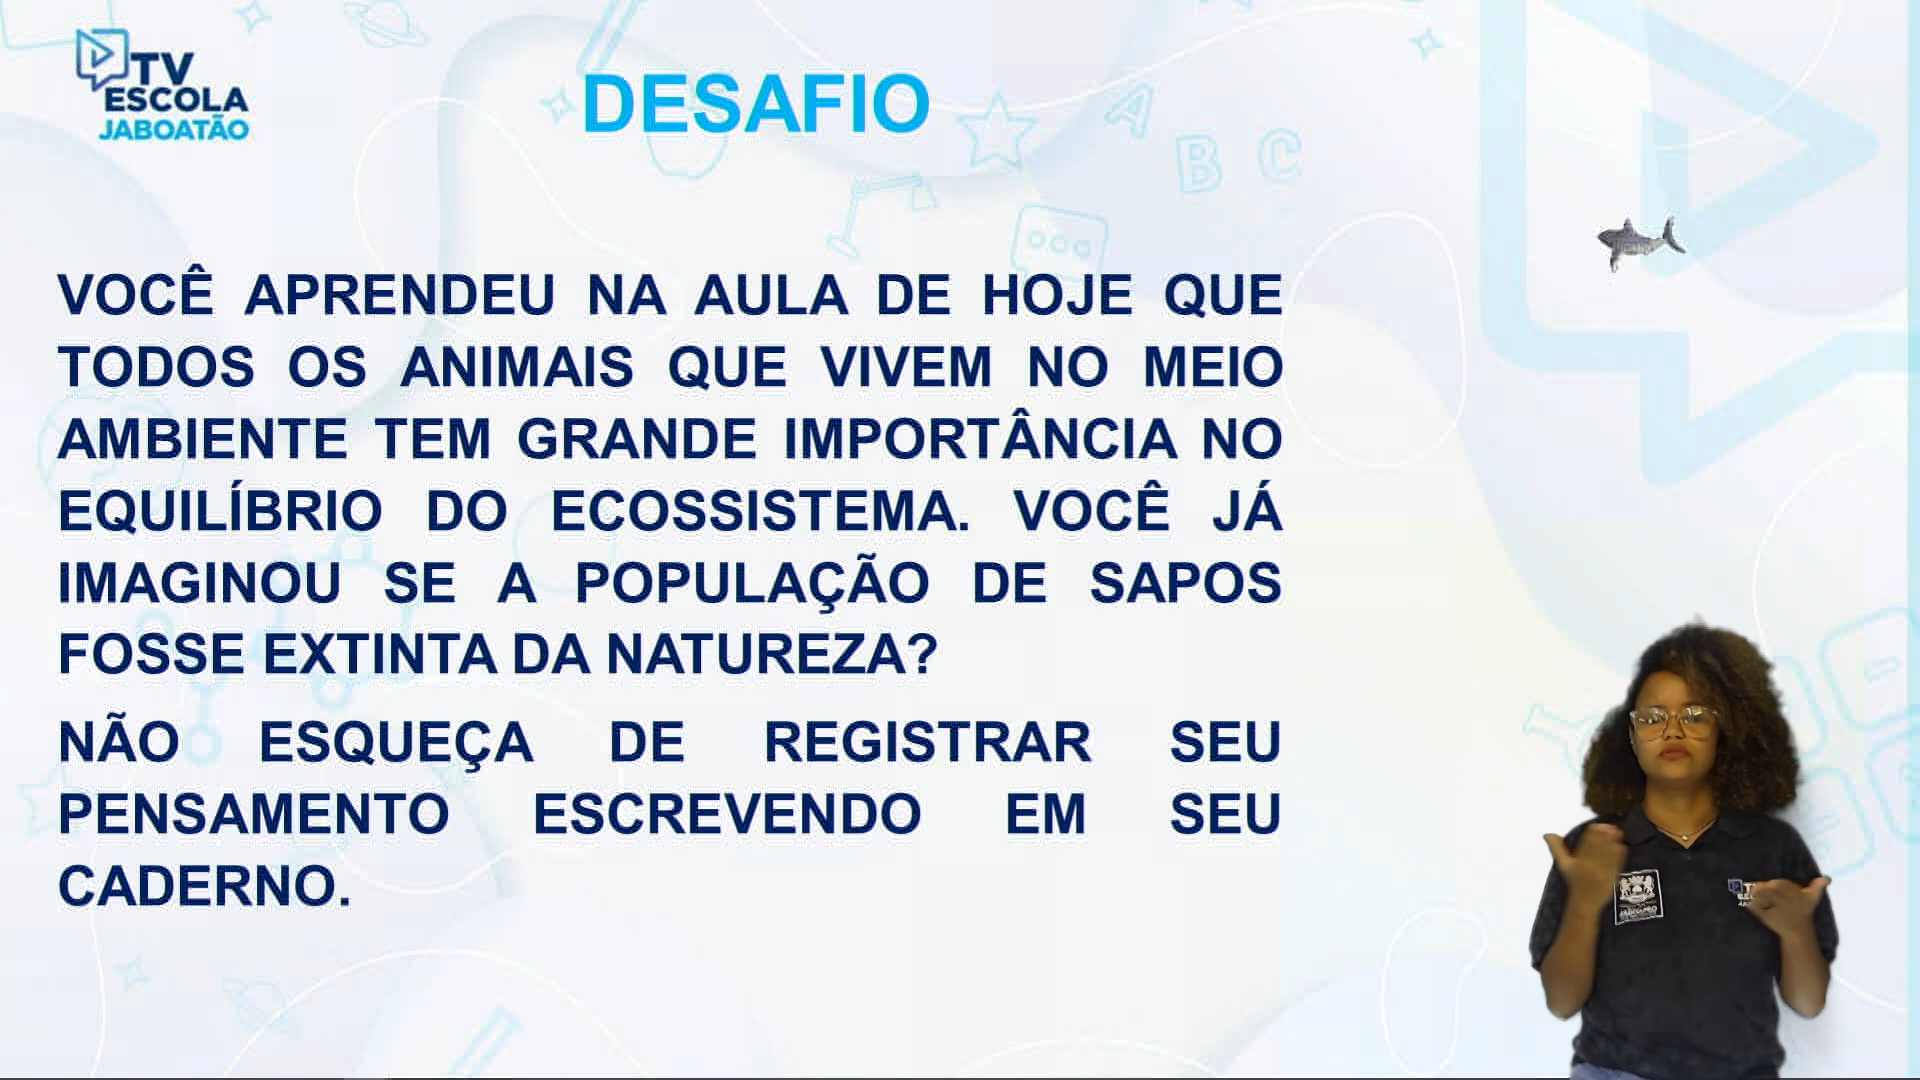 TV
ESCOLA
JABOATÃO
DESAFIO
A B C
VOCÊ APRENDEU NA AULA DE HOJE QUE
TODOS OS ANIMAIS QUE VIVEM NO MEIO
AMBIENTE TEM GRANDE IMPORTÂNCIA NO
EQUILÍBRIO DO ECOSSISTEMA. VOCÊ JÁ
IMAGINOU SE A POPULAÇÃO DE SAPOS
FOSSE EXTINTA DA NATUREZA?
NÃO ESQUEÇA DE REGISTRAR SEU
PENSAMENTO ESCREVENDO EM SEU
CADERNO.